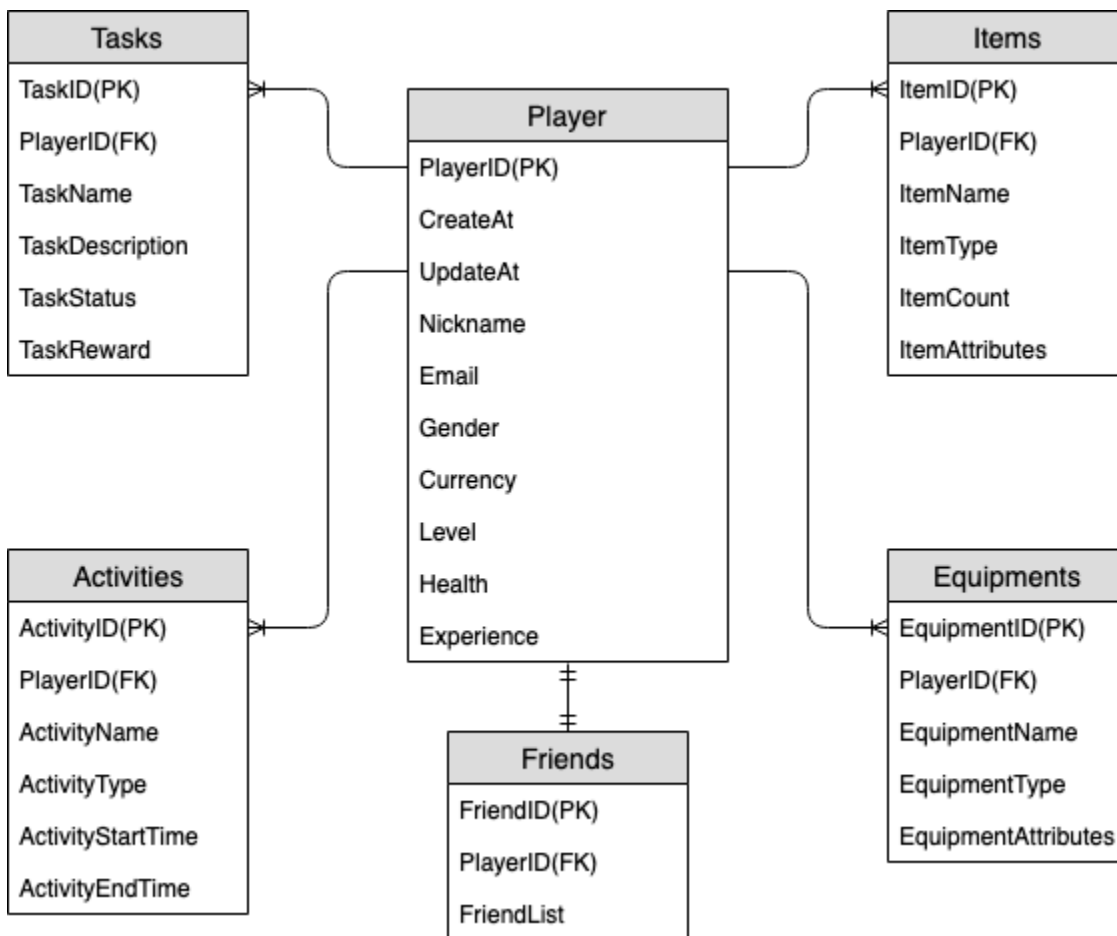 Tasks
TaskID(PK)
PlayerID(FK)
TaskName
TaskDescription
TaskStatus
TaskReward
Player
PlayerID(PK)
CreateAt
UpdateAt
Nickname
Email
Gender
Currency
Level
Health
Experience
Items
ItemID(PK)
PlayerID(FK)
ItemName
ItemType
ItemCount
ItemAttributes
Activities
ActivityID(PK)
PlayerID(FK)
ActivityName
ActivityType
ActivityStartTime
ActivityEndTime
Friends
FriendID(PK)
PlayerID(FK)
FriendList
Equipments
EquipmentID(PK)
PlayerID(FK)
EquipmentName
EquipmentType
EquipmentAttributes